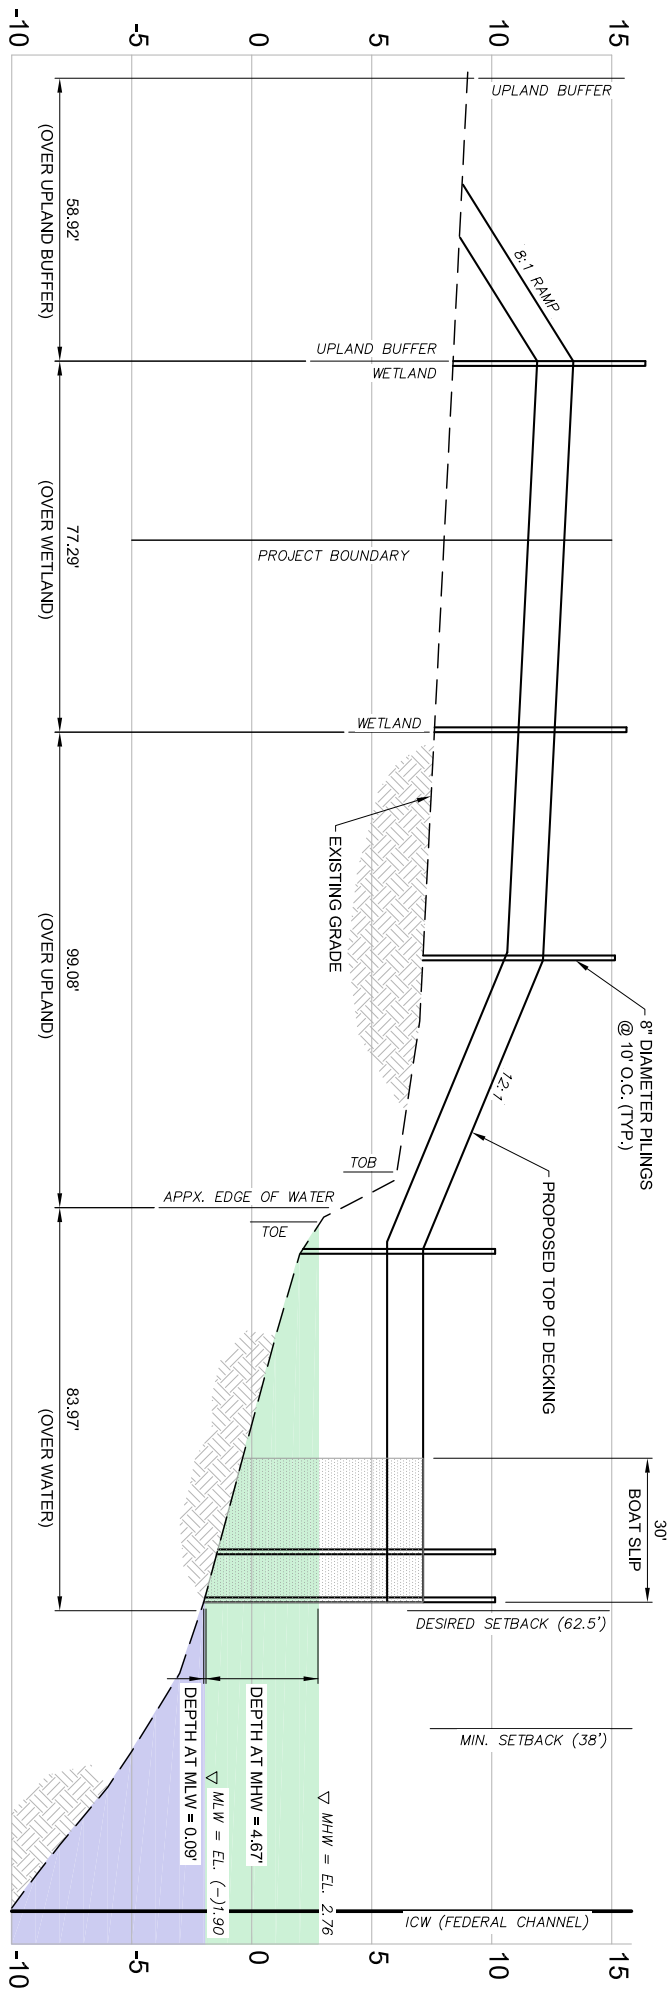 -10
-5
0
5
10
15
UPLAND BUFFER
58.92'
(OVER UPLAND BUFFER)
8:1 RAMP
UPLAND BUFFER
WETLAND
77.29'
(OVER WETLAND)
PROJECT BOUNDARY
WETLAND
EXISTING GRADE
99.08'
(OVER UPLAND)
8" DIAMETER PILINGS
@ 10' O.C. (TYP.)
12:1
PROPOSED TOP OF DECKING
TOB
APPX. EDGE OF WATER
TOE
83.97'
(OVER WATER)
30'
BOAT SLIP
DESIRED SETBACK (62.5')
MIN. SETBACK (38')
DEPTH AT MHW = 4.67'
DEPTH AT MLW = 0.09'
MHW = EL. 2.76
MLW = EL. (-)1.90
ICW (FEDERAL CHANNEL)
-10
-5
0
5
10
15